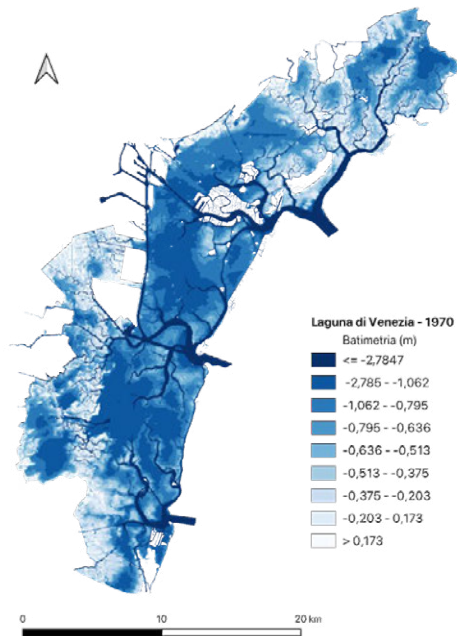 Laguna di Venezia - 1970
Batimetria (m)
<= -2,7847
-2,785 - -1,062
-1,062 - -0,795
-0,795 - -0,636
-0,636 - -0,513
-0,513 - -0,375
-0,375 - -0,203
-0,203 - 0,173
> 0,173
0 10 20 km